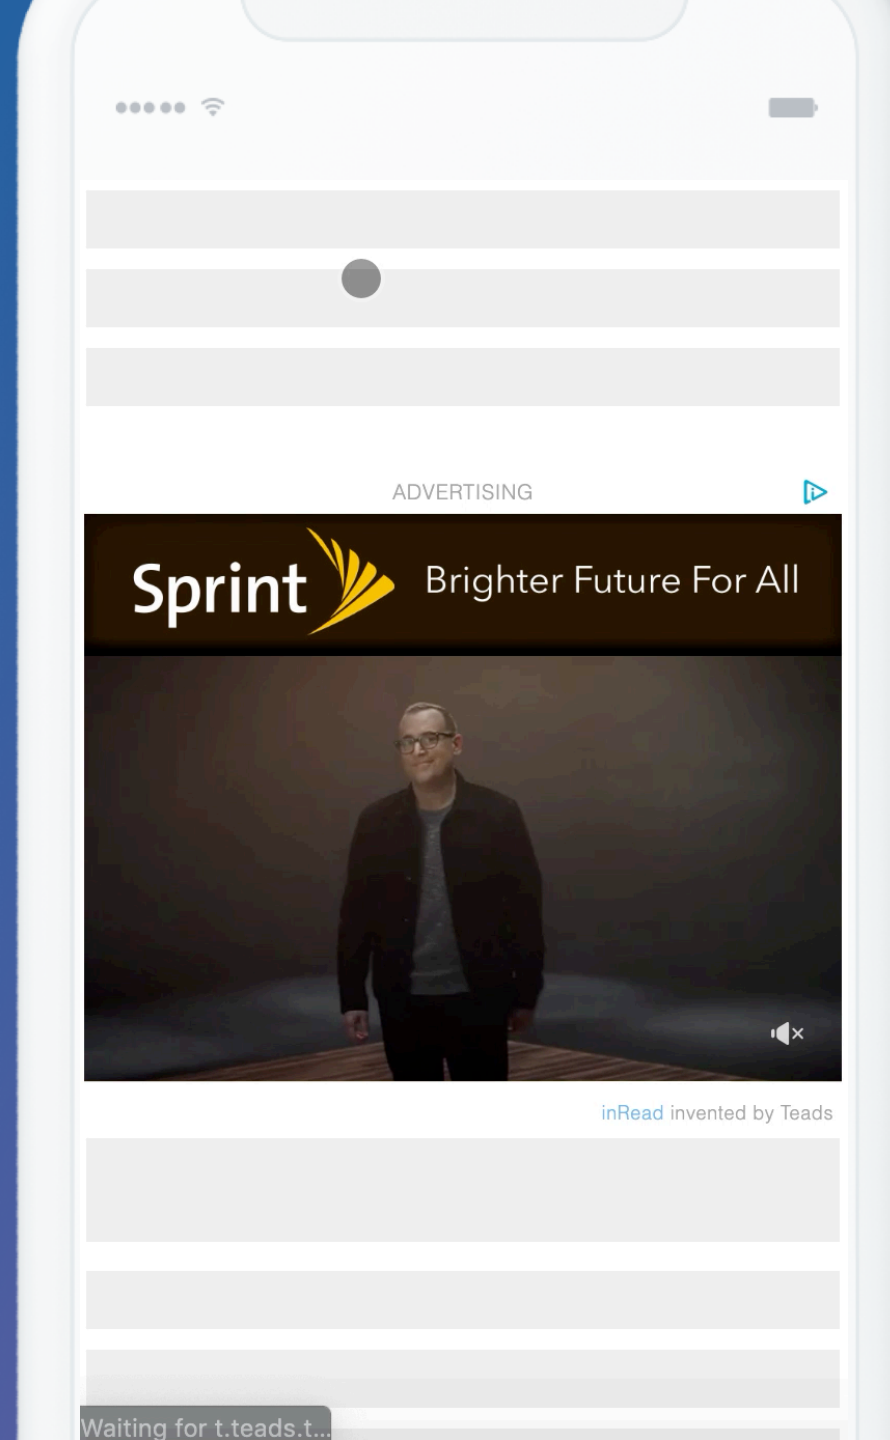 ADVERTISING
Sprint Brighter Future For All
inRead invented by Teads
Waiting for t.teads.t...